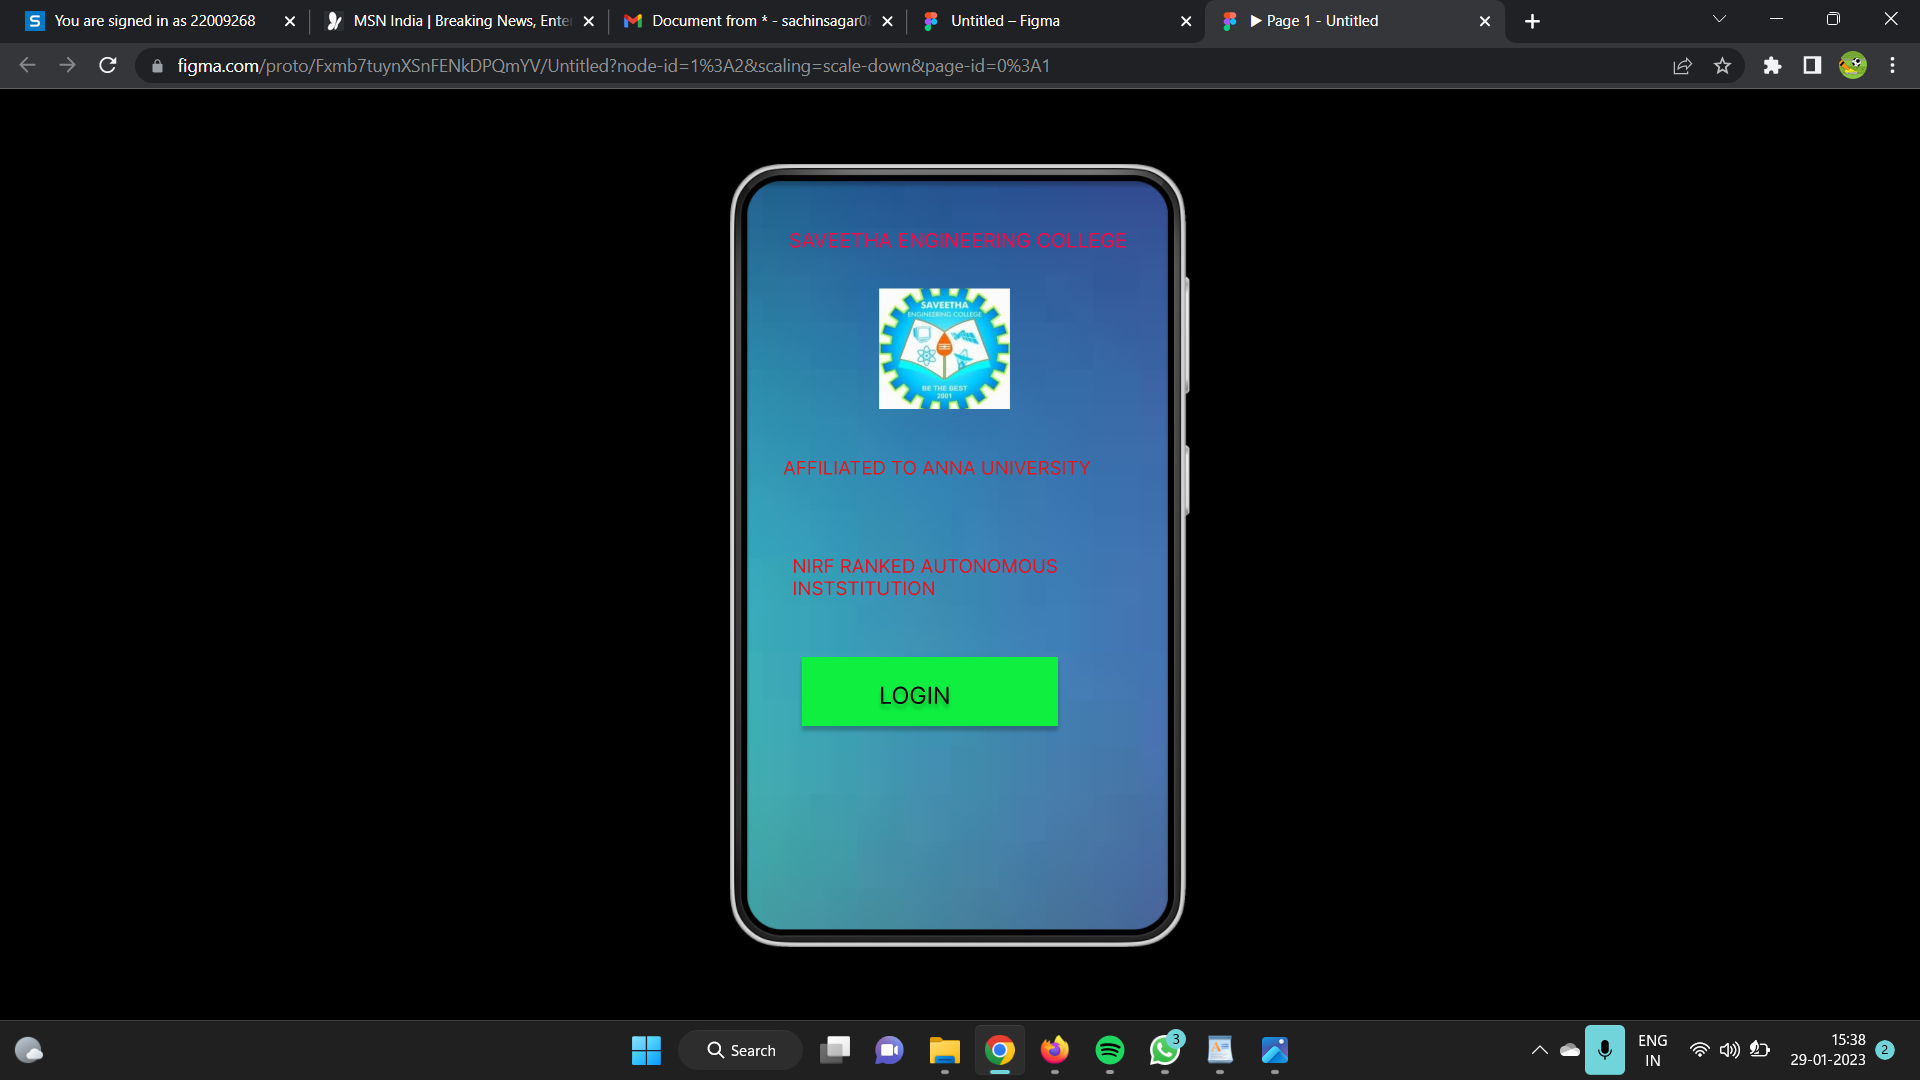 You are signed in as 22009268
MSN India | Breaking News, Enter
Document from * - sachinsagar08
Untitled – Figma
▶ Page 1 - Untitled
figma.com/proto/Fxmb7tuynXSnFENkDPQmYV/Untitled?node-id=1%3A2&scaling=scale-down&page-id=0%3A1
SAVEETHA ENGINEERING COLLEGE
SAVEETHA
ENGINEERING COLLEGE
BE THE BEST
2001
AFFILIATED TO ANNA UNIVERSITY
NIRF RANKED AUTONOMOUS
INSTSTITUTION
LOGIN
Search
3
ENG
IN
15:38
29-01-2023
2